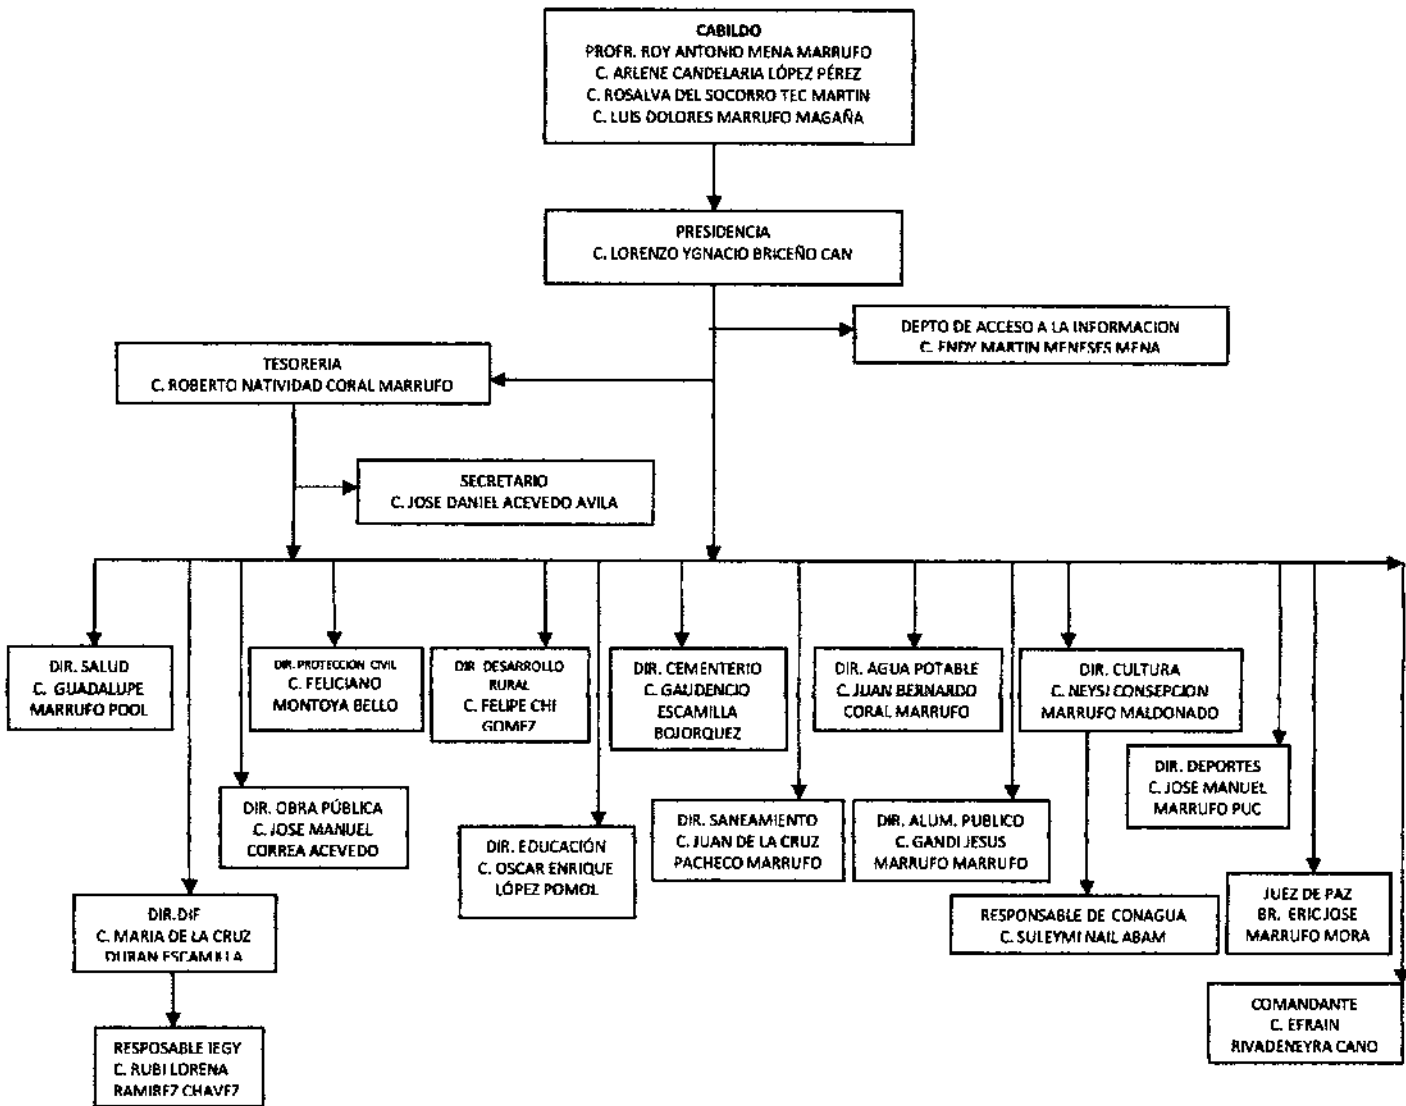 CABILDO
PROFR. ROY ANTONIO MENA MARRUFO
C. ARLENE CANDELARIA LÓPEZ PÉREZ
C. ROSALVA DEL SOCORRO TEC MARTIN
C. LUIS DOLORES MARRUFO MAGAÑA
PRESIDENCIA
C. LORENZO YGNACIO BRICEÑO CAN
DEPTO DE ACCESO A LA INFORMACION
C. ENDY MARTIN MENESES MENA
TESORERIA
C. ROBERTO NATIVIDAD CORAL MARRUFO
SECRETARIO
C. JOSE DANIEL ACEVEDO AVILA
DIR. SALUD
C. GUADALUPE
MARRUFO POOL
DIR. PROTECCION CIVIL
C. FELICIANO
MONTOYA BELLO
DIR DESARROLLO
RURAL
C. FELIPE CHI
GOMEZ
DIR. CEMENTERIO
C. GAUDENCIO
ESCAMILLA
BOJORQUEZ
DIR. AGUA POTABLE
C. JUAN BERNARDO
CORAL MARRUFO
DIR. CULTURA
C. NEYSI CONSEPCION
MARRUFO MALDONADO
DIR. DEPORTES
C. JOSE MANUEL
MARRUFO PUC
DIR. OBRA PÚBLICA
C. JOSE MANUEL
CORREA ACEVEDO
DIR. EDUCACIÓN
C. OSCAR ENRIQUE
LÓPEZ POMOL
DIR. SANEAMIENTO
C. JUAN DE LA CRUZ
PACHECO MARRUFO
DIR. ALUM. PUBLICO
C. GANDI JESUS
MARRUFO MARRUFO
DIR. DIF
C. MARIA DE LA CRUZ
DURAN ESCAMILLA
RESPONSABLE DE CONAGUA
C. SULEYMI NAIL ABAM
JUEZ DE PAZ
BR. ERIC JOSE
MARRUFO MORA
RESPOSABLE IEGY
C. RUBI LORENA
RAMIREZ CHAVEZ
COMANDANTE
C. EFRAIN
RIVADENEYRA CANO